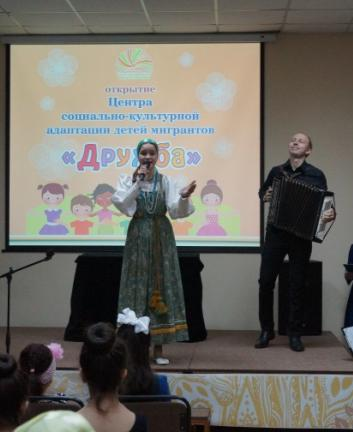 открытие
Центра
социально-культурной
адаптации детей мигрантов
«Дружба»